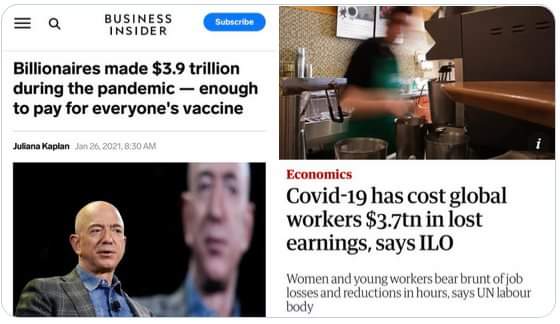 BUSINESS
INSIDER
Subscribe
Billionaires made $3.9 trillion
during the pandemic — enough
to pay for everyone's vaccine
Juliana Kaplan Jan 26, 2021, 8:30 AM
i
Economics
Covid-19 has cost global
workers $3.7tn in lost
earnings, says ILO
Women and young workers bear brunt of job
losses and reductions in hours, says UN labour
body